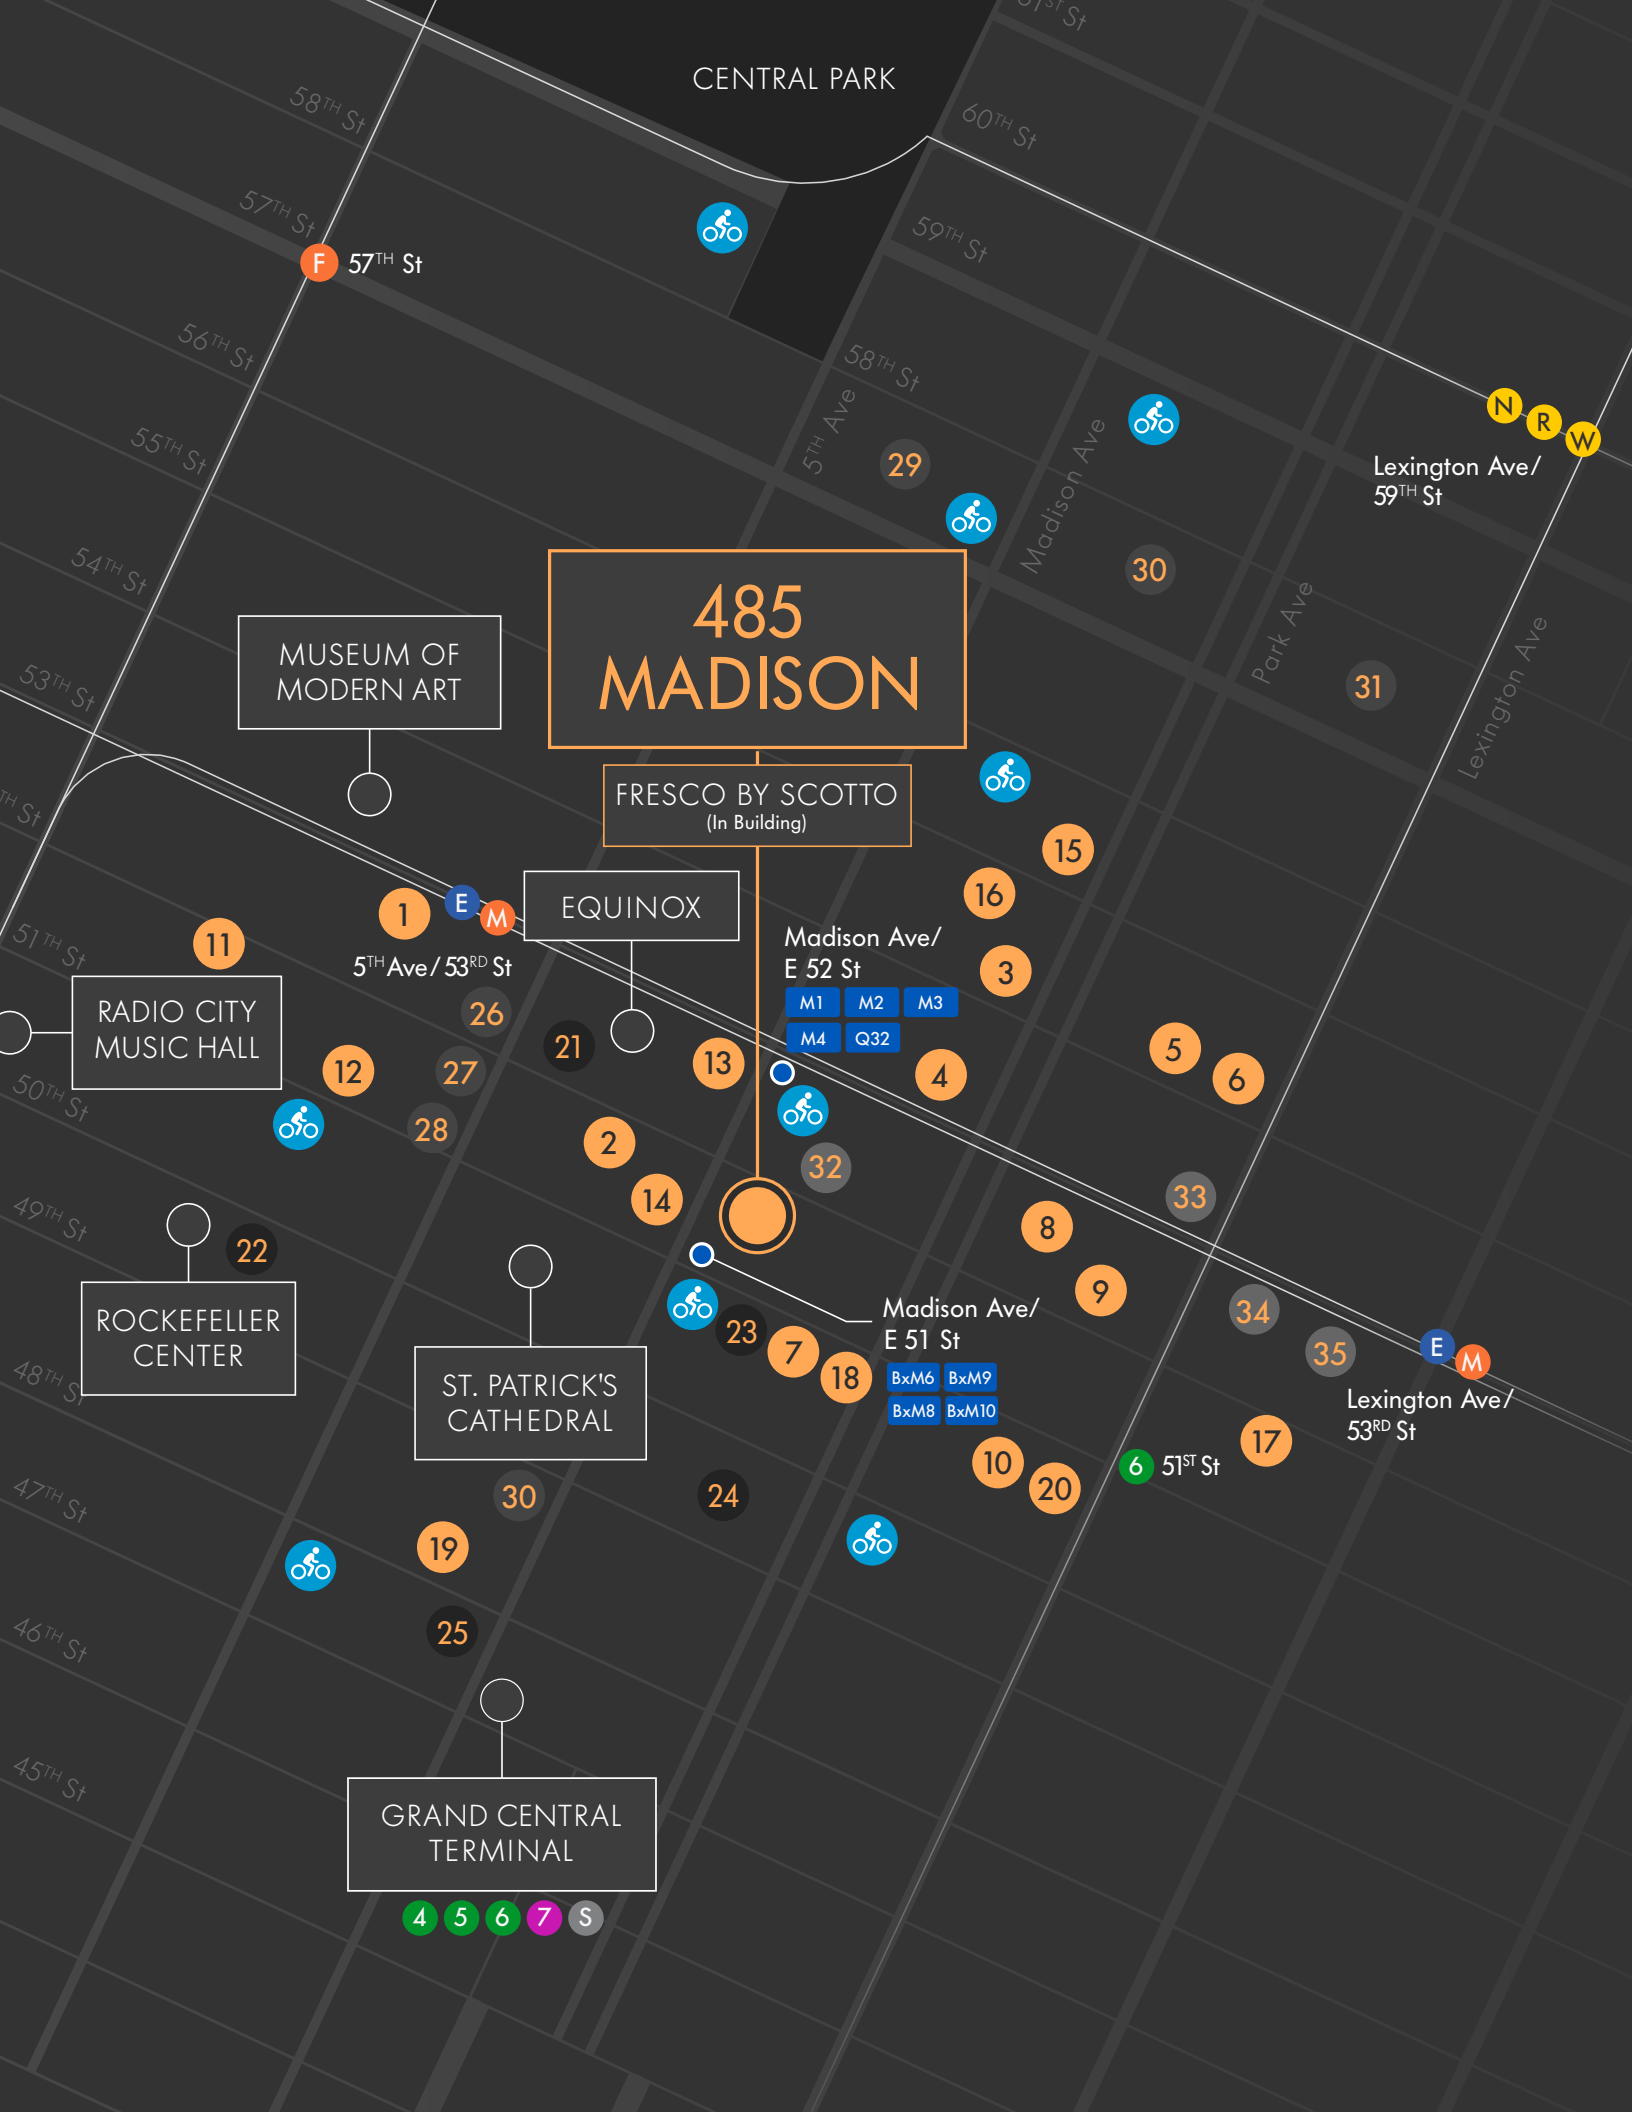 51ST St
CENTRAL PARK
58TH St
60TH St
57TH St
59TH St
F 57TH St
56TH St
58TH St
5TH Ave
Madison Ave
N R W
Lexington Ave/
59TH St
55TH St
29
54TH St
30
485
MADISON
Park Ave
Lexington Ave
31
MUSEUM OF
MODERN ART
53TH St
FRESCO BY SCOTTO
(In Building)
TH St
15
16
1
E M
EQUINOX
11
51TH St
5TH Ave/53RD St
Madison Ave/
E 52 St
M1 M2 M3
M4 Q32
3
RADIO CITY
MUSIC HALL
26
21
27
12
13
4
5
6
50TH St
28
2
32
14
33
8
49TH St
22
9
ROCKEFELLER
CENTER
23
7
18
Madison Ave/
E 51 St
BxM6 BxM9
BxM8 BxM10
34
35
E M
Lexington Ave/
53RD St
48TH S
ST. PATRICK'S
CATHEDRAL
17
10
20
6 51ST St
47TH St
30
24
19
25
46TH St
45TH St
GRAND CENTRAL
TERMINAL
4 5 6 7 S